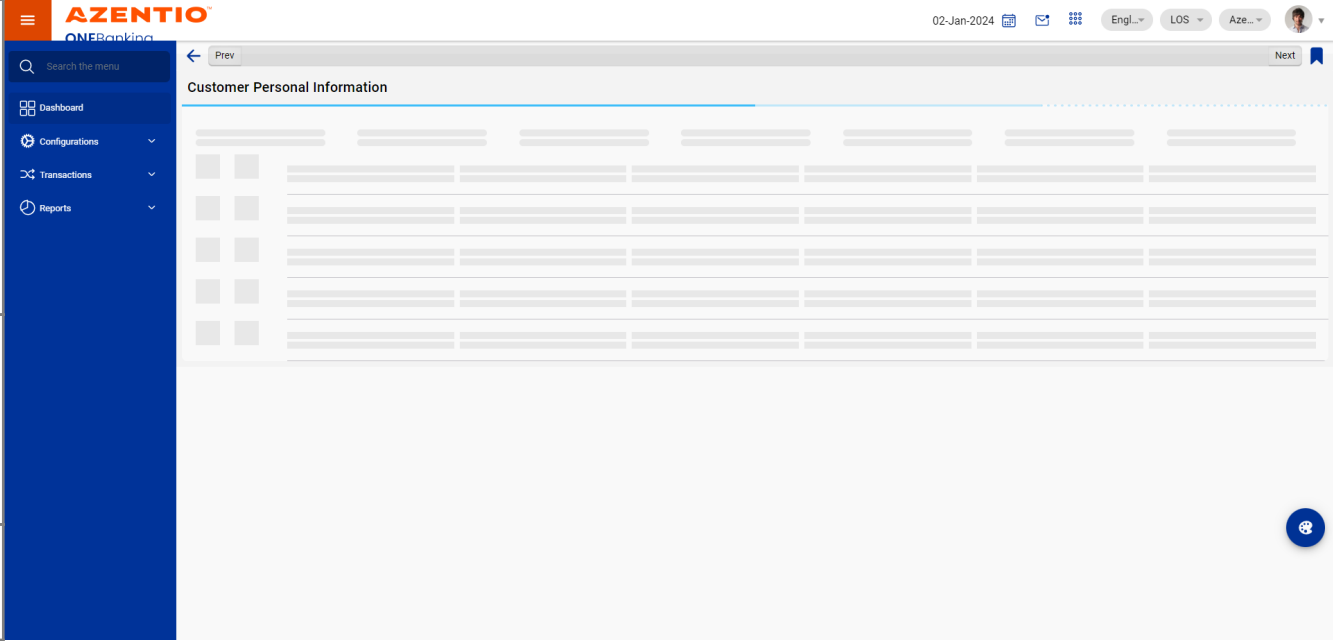 AZENTIO™
ONEBanking
02-Jan-2024
Engl...
LOS
Aze...
Search the menu
Dashboard
Configurations
Transactions
Reports
Prev
Next
Customer Personal Information